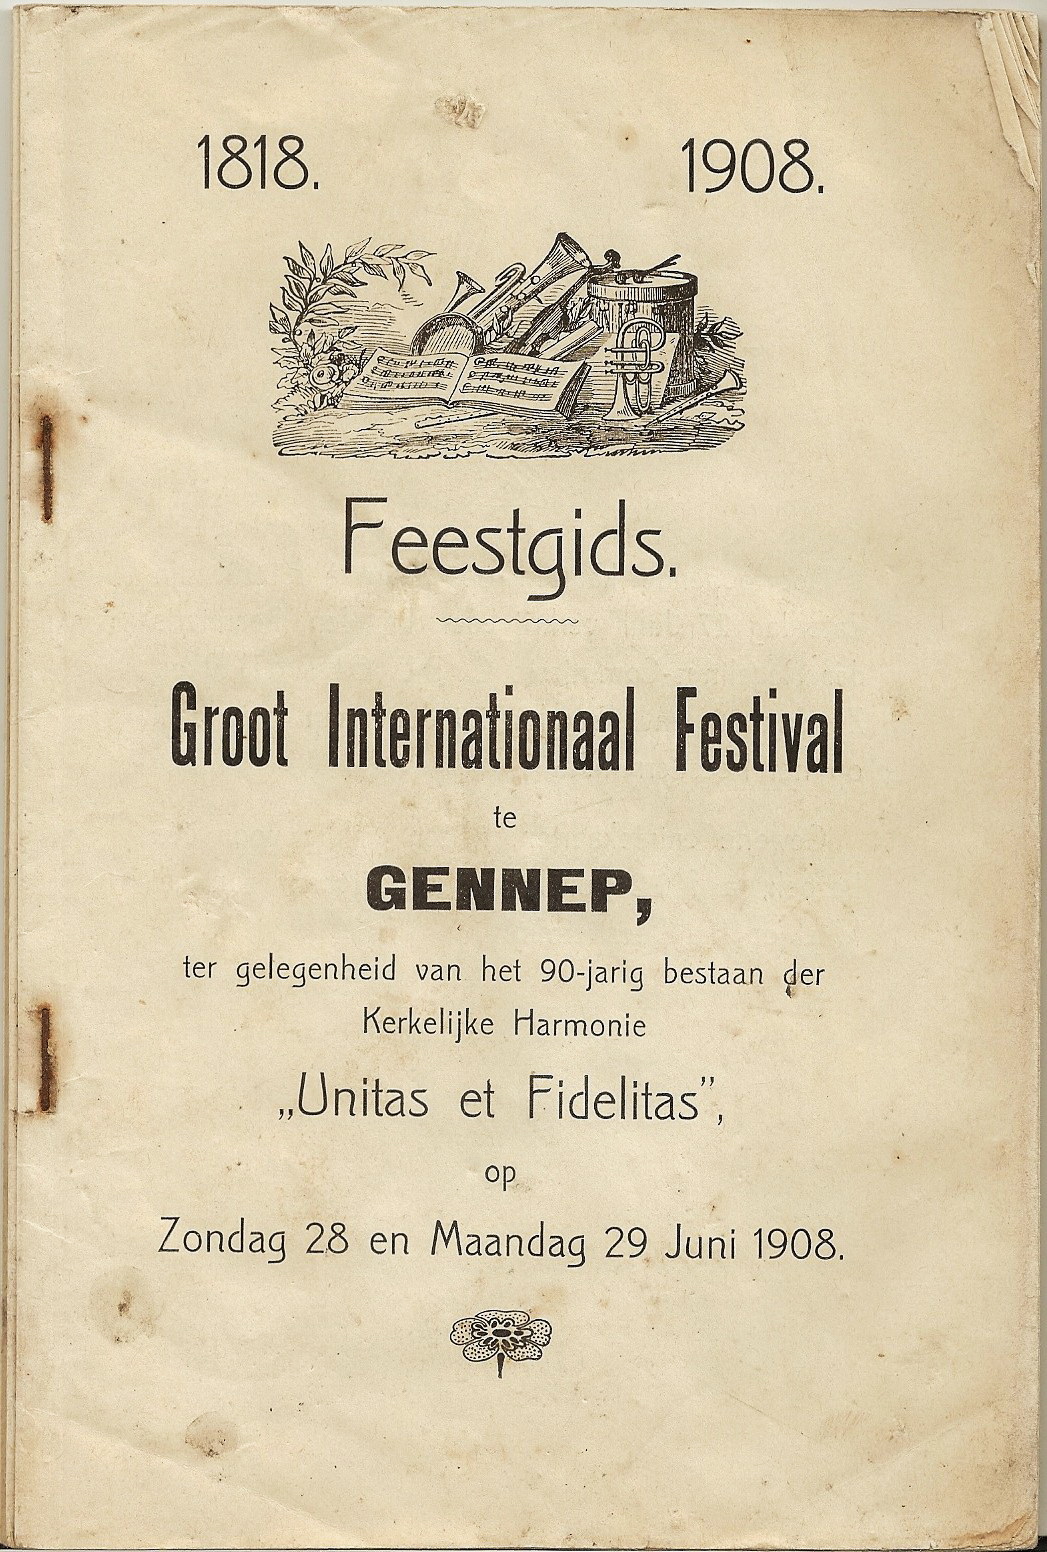 1818. 1908.
Feestgids.
Groot Internationaal Festival
te
GENNEP,
ter gelegenheid van het 90-jarig bestaan der
Kerkelijke Harmonie
„Unitas et Fidelitas”,
op
Zondag 28 en Maandag 29 Juni 1908.